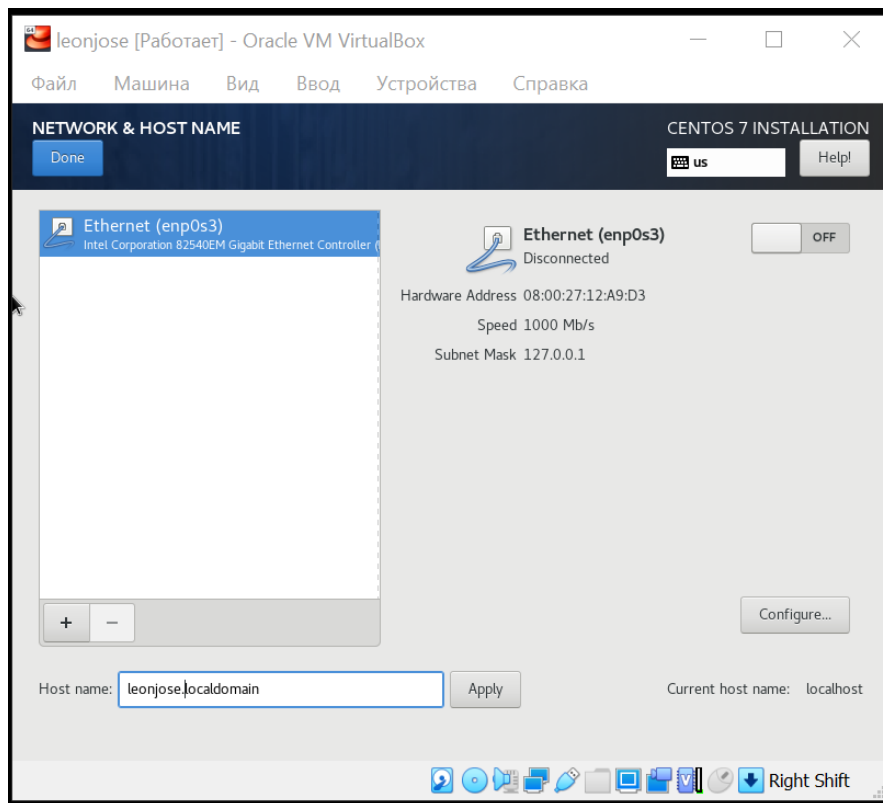 64
leonjose [Работает] - Oracle VM VirtualBox
Файл Машина Вид Ввод Устройства Справка
NETWORK & HOST NAME
CENTOS 7 INSTALLATION
Done
us
Help!
Ethernet (enp0s3)
Intel Corporation 82540EM Gigabit Ethernet Controller (
Ethernet (enp0s3)
Disconnected
OFF
Hardware Address 08:00:27:12:A9:D3
Speed 1000 Mb/s
Subnet Mask 127.0.0.1
+ −
Configure...
Host name: leonjose.localdomain Apply
Current host name: localhost
Right Shift